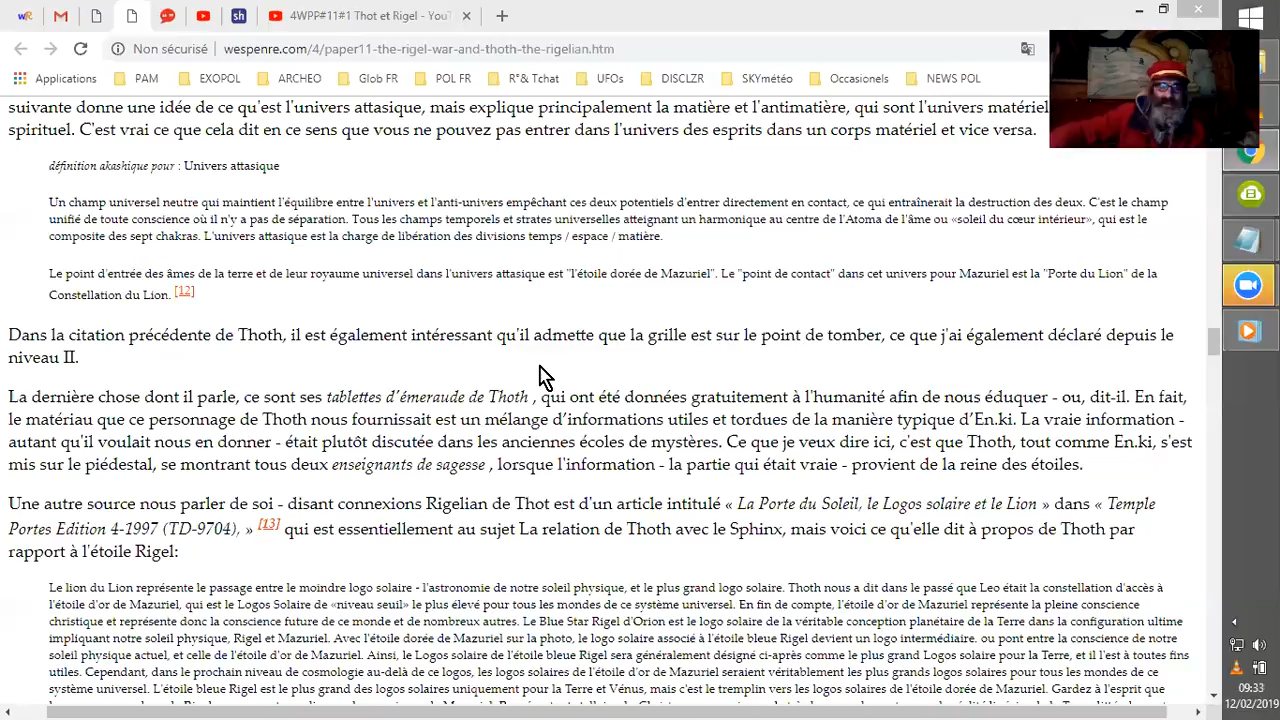 4WPP#11#1 Thot et Rigel - YouT
Non sécurisé | wespenre.com/4/paper11-the-rigel-war-and-thoth-the-rigelian.htm
Applications PAM EXOPOL ARCHEO Glob FR POL FR R°& Tchat UFOs DISCLZR SKYmétéo Occasionels NEWS POL
suivante donne une idée de ce qu'est l'univers attasique, mais explique principalement la matière et l'antimatière, qui sont l'univers matériel
spirituel. C'est vrai ce que cela dit en ce sens que vous ne pouvez pas entrer dans l'univers des esprits dans un corps matériel et vice versa.
définition akashique pour : Univers attasique
Un champ universel neutre qui maintient l'équilibre entre l'univers et l'anti-univers empêchant ces deux potentiels d'entrer directement en contact, ce qui entraînerait la destruction des deux. C'est le champ
unifié de toute conscience où il n'y a pas de séparation. Tous les champs temporels et strates universelles atteignant un harmonique au centre de l'Atoma de l'âme ou «soleil du cœur intérieur», qui est le
composite des sept chakras. L'univers attasique est la charge de libération des divisions temps / espace / matière.
Le point d'entrée des âmes de la terre et de leur royaume universel dans l'univers attasique est "l'étoile dorée de Mazuriel". Le "point de contact" dans cet univers pour Mazuriel est la "Porte du Lion" de la
Constellation du Lion. [12]
Dans la citation précédente de Thoth, il est également intéressant qu'il admette que la grille est sur le point de tomber, ce que j'ai également déclaré depuis le
niveau II.
La dernière chose dont il parle, ce sont ses tablettes d'émeraude de Thoth , qui ont été données gratuitement à l'humanité afin de nous éduquer - ou, dit-il. En fait,
le matériau que ce personnage de Thoth nous fournissait est un mélange d’informations utiles et tordues de la manière typique d’En.ki. La vraie information -
autant qu'il voulait nous en donner - était plutôt discutée dans les anciennes écoles de mystères. Ce que je veux dire ici, c'est que Thoth, tout comme En.ki, s'est
mis sur le piédestal, se montrant tous deux enseignants de sagesse , lorsque l'information - la partie qui était vraie - provient de la reine des étoiles.
Une autre source nous parler de soi - disant connexions Rigelian de Thot est d'un article intitulé « La Porte du Soleil, le Logos solaire et le Lion » dans « Temple
Portes Edition 4-1997 (TD-9704), » [13] qui est essentiellement au sujet La relation de Thoth avec le Sphinx, mais voici ce qu'elle dit à propos de Thoth par
rapport à l'étoile Rigel:
Le lion du Lion représente le passage entre le moindre logo solaire - l'astronomie de notre soleil physique, et le plus grand logo solaire. Thoth nous a dit dans le passé que Leo était la constellation d'accès à
l'étoile d'or de Mazuriel, qui est le Logos Solaire de «niveau seuil» le plus élevé pour tous les mondes de ce système universel. En fin de compte, l'étoile d'or de Mazuriel représente la pleine conscience
christique et représente donc la conscience future de ce monde et de nombreux autres. Le Blue Star Rigel d'Orion est le logo solaire de la véritable conception planétaire de la Terre dans la configuration ultime
impliquant notre soleil physique, Rigel et Mazuriel. Avec l'étoile dorée de Mazuriel sur la photo, le logo solaire associé à l'étoile bleue Rigel devient un logo intermédiaire. ou pont entre la conscience de notre
soleil physique actuel, et celle de l'étoile d'or de Mazuriel. Ainsi, le Logos Solaire de l'étoile bleue Rigel sera généralement désigné ci-après comme le plus grand Logos solaire pour la Terre, et il l'est à toutes fins
utiles. Cependant, dans le prochain niveau de cosmologie au-delà de ce logos, les logos solaires de l'étoile d'or de Mazuriel seraient véritablement les plus grands logos solaires pour tous les mondes de ce
système universel. L'étoile bleue Rigel est le plus grand des logos solaires uniquement pour la Terre et Vénus, mais c'est le tremplin vers les logos solaires de l'étoile dorée de Mazuriel. Gardez à l'esprit que
09:33
12/02/2019